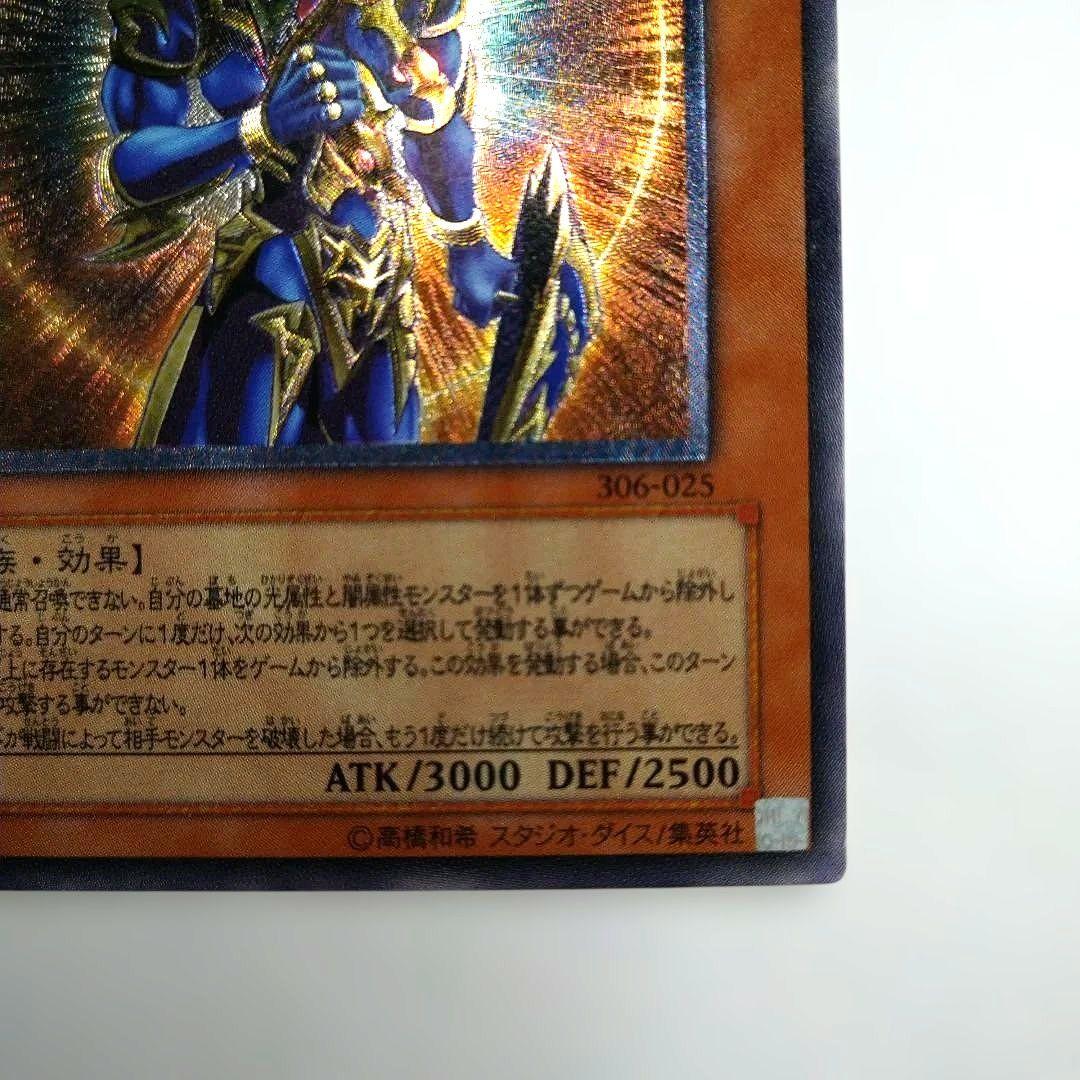 306-025
族・効果】
通常召喚できない。自分の墓地の光属性と闇属性モンスターを1体ずつゲームから除外し
する。自分のターンに1度だけ、次の効果から1つを選択して発動する事ができる。
上に存在するモンスター1体をゲームから除外する。この効果を発動する場合、このターン
攻撃する事ができない。
が戦闘によって相手モンスターを破壊した場合、もう1度だけ続けて攻撃を行う事ができる。
ATK/3000 DEF/2500
©高橋和希 スタジオ・ダイス/集英社